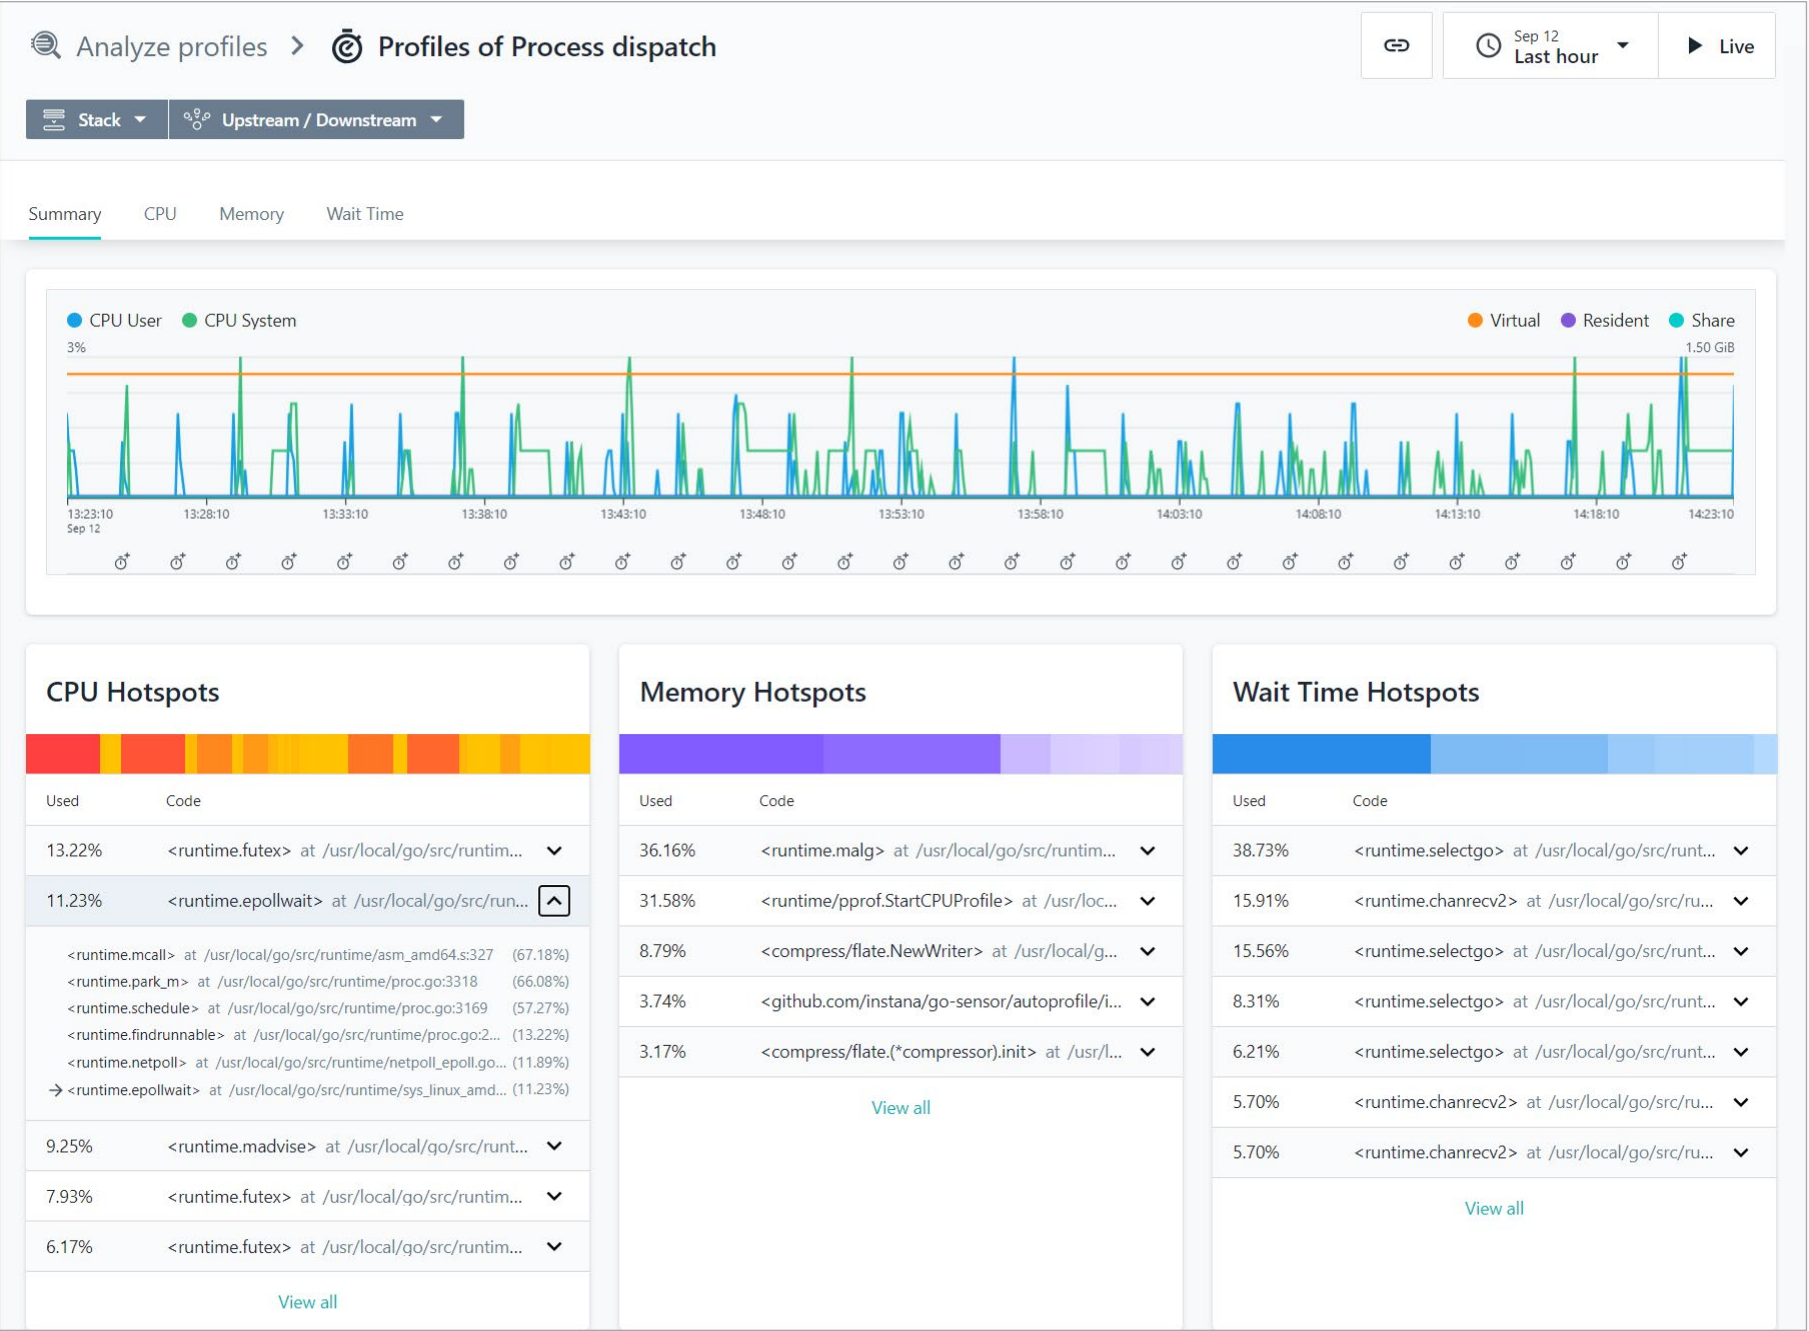 Analyze profiles > Profiles of Process dispatch
Sep 12
Last hour
Live
Stack
Upstream / Downstream
Summary CPU Memory Wait Time
CPU User CPU System Virtual Resident Share
3% 1.50 GiB
13:23:10 13:28:10 13:33:10 13:38:10 13:43:10 13:48:10 13:53:10 13:58:10 14:03:10 14:08:10 14:13:10 14:18:10 14:23:10
Sep 12
CPU Hotspots
Used Code
13.22% <runtime.futex> at /usr/local/go/src/runtim...
11.23% <runtime.epollwait> at /usr/local/go/src/run...
<runtime.mcall> at /usr/local/go/src/runtime/asm_amd64.s:327 (67.18%)
<runtime.park_m> at /usr/local/go/src/runtime/proc.go:3318 (66.08%)
<runtime.schedule> at /usr/local/go/src/runtime/proc.go:3169 (57.27%)
<runtime.findrunnable> at /usr/local/go/src/runtime/proc.go:2... (13.22%)
<runtime.netpoll> at /usr/local/go/src/runtime/netpoll_epoll.go... (11.89%)
→ <runtime.epollwait> at /usr/local/go/src/runtime/sys_linux_amd... (11.23%)
9.25% <runtime.madvise> at /usr/local/go/src/runt...
7.93% <runtime.futex> at /usr/local/go/src/runtim...
6.17% <runtime.futex> at /usr/local/go/src/runtim...
View all
Memory Hotspots
Used Code
36.16% <runtime.malg> at /usr/local/go/src/runtim...
31.58% <runtime/pprof.StartCPUProfile> at /usr/loc...
8.79% <compress/flate.NewWriter> at /usr/local/g...
3.74% <github.com/instana/go-sensor/autoprofile/i...
3.17% <compress/flate.(*compressor).init> at /usr/l...
View all
Wait Time Hotspots
Used Code
38.73% <runtime.selectgo> at /usr/local/go/src/runt...
15.91% <runtime.chanrecv2> at /usr/local/go/src/ru...
15.56% <runtime.selectgo> at /usr/local/go/src/runt...
8.31% <runtime.selectgo> at /usr/local/go/src/runt...
6.21% <runtime.selectgo> at /usr/local/go/src/runt...
5.70% <runtime.chanrecv2> at /usr/local/go/src/ru...
5.70% <runtime.chanrecv2> at /usr/local/go/src/ru...
View all